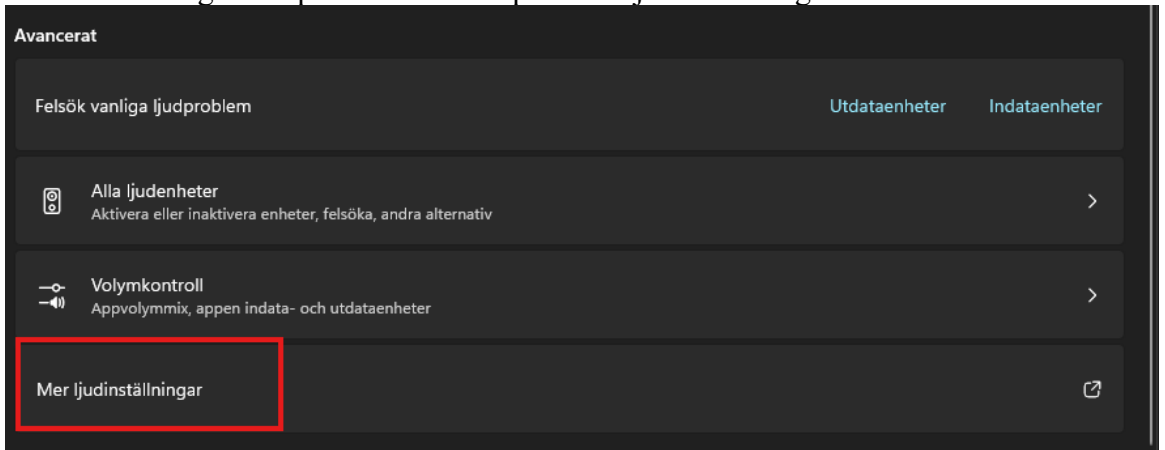 Avancerat
Felsök vanliga ljudproblem Utdataenheter Indataenheter
Alla ljudenheter
Aktivera eller inaktivera enheter, felsöka, andra alternativ
Volymkontroll
Appvolymmix, appen indata- och utdataenheter
Mer ljudinställningar